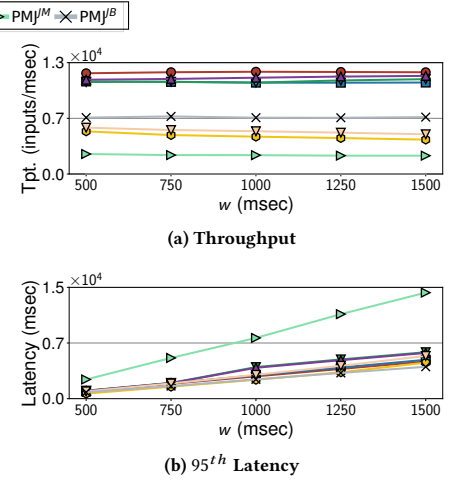 PMJ^JM PMJ^JB
×10^4
1.3
0.7
0.0
Tpt. (inputs/msec)
500 750 1000 1250 1500
w (msec)
(a) Throughput
×10^4
1.5
0.7
0.0
Latency (msec)
500 750 1000 1250 1500
w (msec)
(b) 95^th Latency